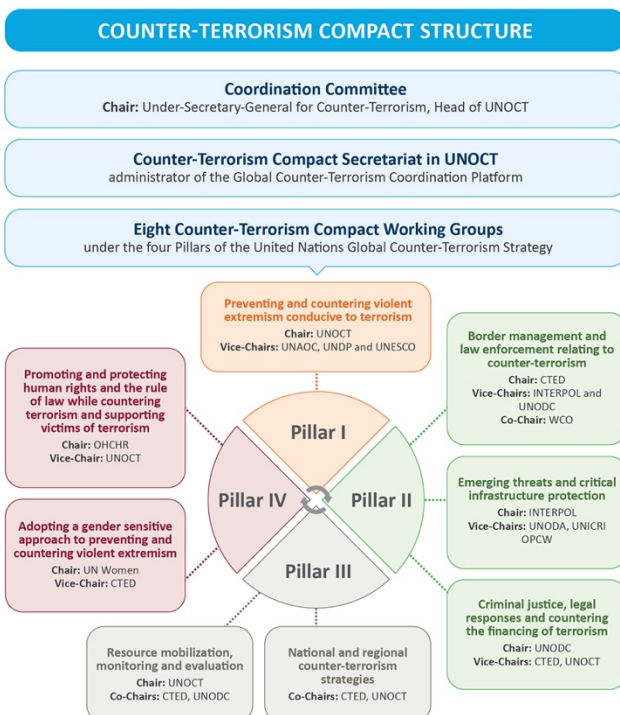 COUNTER-TERRORISM COMPACT STRUCTURE
Coordination Committee
Chair: Under-Secretary-General for Counter-Terrorism, Head of UNOCT
Counter-Terrorism Compact Secretariat in UNOCT
administrator of the Global Counter-Terrorism Coordination Platform
Eight Counter-Terrorism Compact Working Groups
under the four Pillars of the United Nations Global Counter-Terrorism Strategy
Preventing and countering violent
extremism conducive to terrorism
Chair: UNOCT
Vice-Chairs: UNAOC, UNDP and UNESCO
Border management and
law enforcement relating to
counter-terrorism
Chair: CTED
Vice-Chairs: INTERPOL and
UNODC
Co-Chair: WCO
Promoting and protecting
human rights and the rule
of law while countering
terrorism and supporting
victims of terrorism
Chair: OHCHR
Vice-Chair: UNOCT
Pillar I
Pillar IV
Pillar II
Pillar III
Emerging threats and critical
infrastructure protection
Chair: INTERPOL
Vice-Chairs: UNODA, UNICRI
OPCW
Adopting a gender sensitive
approach to preventing and
countering violent extremism
Chair: UN Women
Vice-Chair: CTED
Criminal justice, legal
responses and countering
the financing of terrorism
Chair: UNODC
Vice-Chairs: CTED, UNOCT
Resource mobilization,
monitoring and evaluation
Chair: UNOCT
Co-Chairs: CTED, UNODC
National and regional
counter-terrorism
strategies
Co-Chairs: CTED, UNOCT